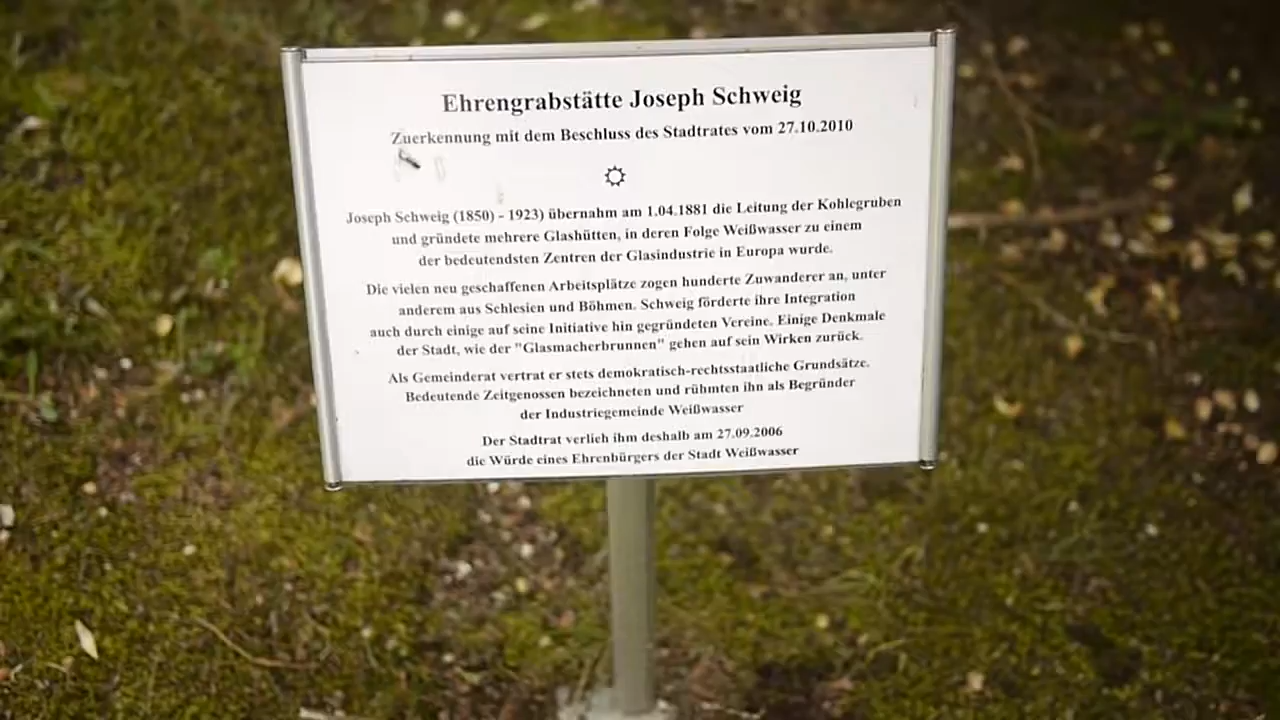 Ehrengrabstätte Joseph Schweig
Zuerkennung mit dem Beschluss des Stadtrates vom 27.10.2010
Joseph Schweig (1850) - 1923) übernahm am 1.04.1881 die Leitung der Kohlegruben
und gründete mehrere Glashütten, in deren Folge Weißwasser zu einem
der bedeutendsten Zentren der Glasindustrie in Europa wurde.
Die vielen neu geschaffenen Arbeitsplätze zogen hunderte Zuwanderer an, unter
anderem aus Schlesien und Böhmen. Schweig förderte ihre Integration
auch durch einige auf seine Initiative hin gegründeten Vereine. Einige Denkmale
der Stadt, wie der "Glasmacherbrunnen" gehen auf sein Wirken zurück.
Als Gemeinderat vertrat er stets demokratisch-rechtsstaatliche Grundsätze.
Bedeutende Zeitgenossen bezeichneten und rühmten ihn als Begründer
der Industriegemeinde Weißwasser
Der Stadtrat verlieh ihm deshalb am 27.09.2006
die Würde eines Ehrenbürgers der Stadt Weißwasser